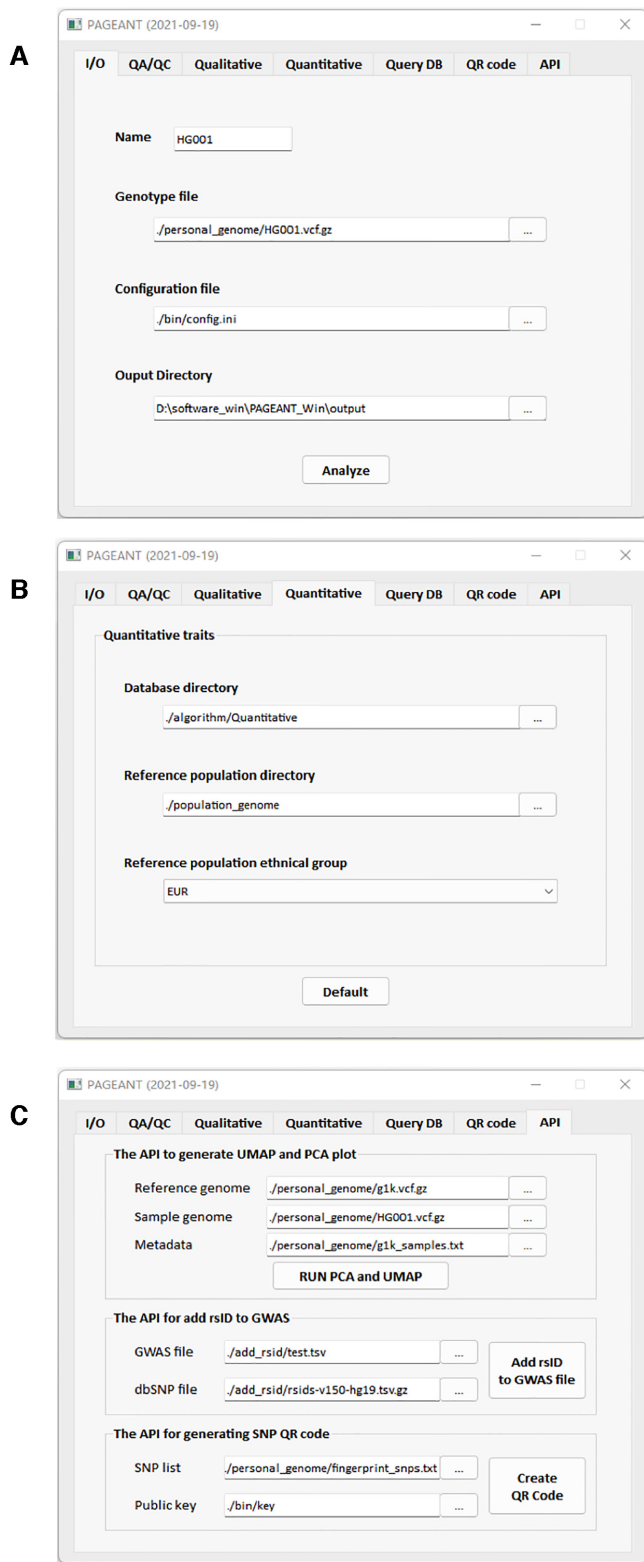 A
PAGEANT (2021-09-19)
I/O QA/QC Qualitative Quantitative Query DB QR code API
Name HG001
Genotype file
./personal_genome/HG001.vcf.gz ...
Configuration file
./bin/config.ini ...
Ouput Directory
D:\software_win\PAGEANT_Win\output ...
Analyze
B
PAGEANT (2021-09-19)
I/O QA/QC Qualitative Quantitative Query DB QR code API
Quantitative traits
Database directory
./algorithm/Quantitative ...
Reference population directory
./population_genome ...
Reference population ethnical group
EUR
Default
C
PAGEANT (2021-09-19)
I/O QA/QC Qualitative Quantitative Query DB QR code API
The API to generate UMAP and PCA plot
Reference genome ./personal_genome/g1k.vcf.gz ...
Sample genome ./personal_genome/HG001.vcf.gz ...
Metadata ./personal_genome/g1k_samples.txt ...
RUN PCA and UMAP
The API for add rsID to GWAS
GWAS file ./add_rsid/test.tsv ...
dbSNP file ./add_rsid/rsids-v150-hg19.tsv.gz ...
Add rsID
to GWAS file
The API for generating SNP QR code
SNP list ./personal_genome/fingerprint_snps.txt ...
Public key ./bin/key ...
Create
QR Code